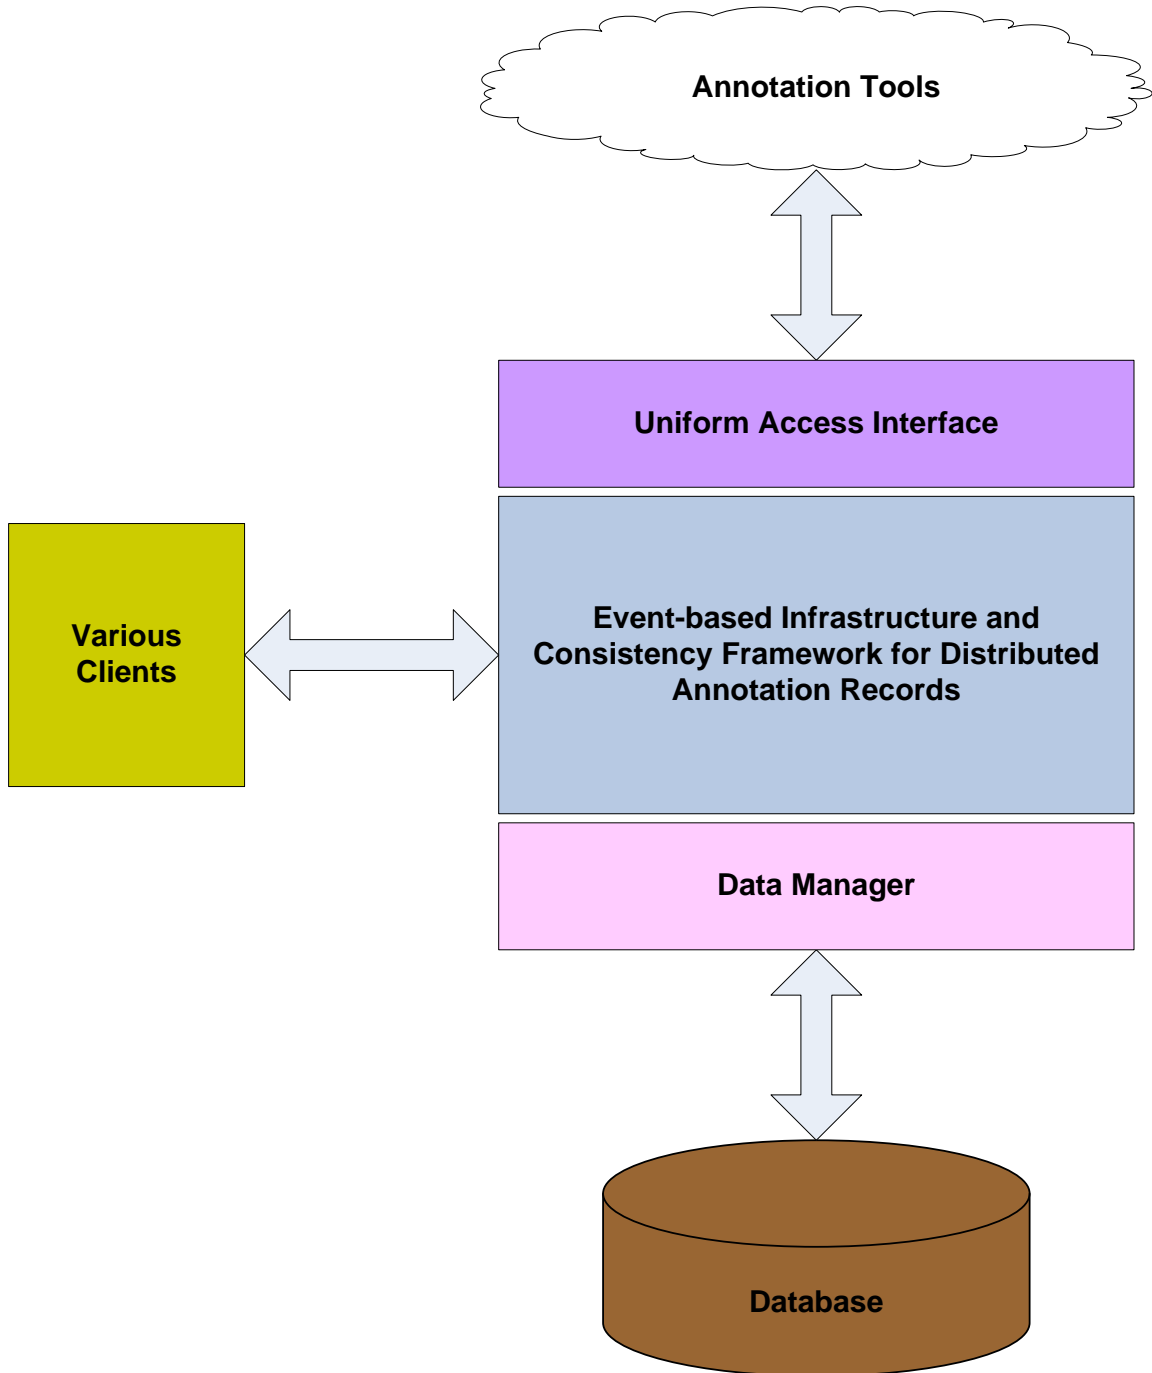 Annotation Tools
Uniform Access Interface
Various
Clients
Event-based Infrastructure and
Consistency Framework for Distributed
Annotation Records
Data Manager
Database